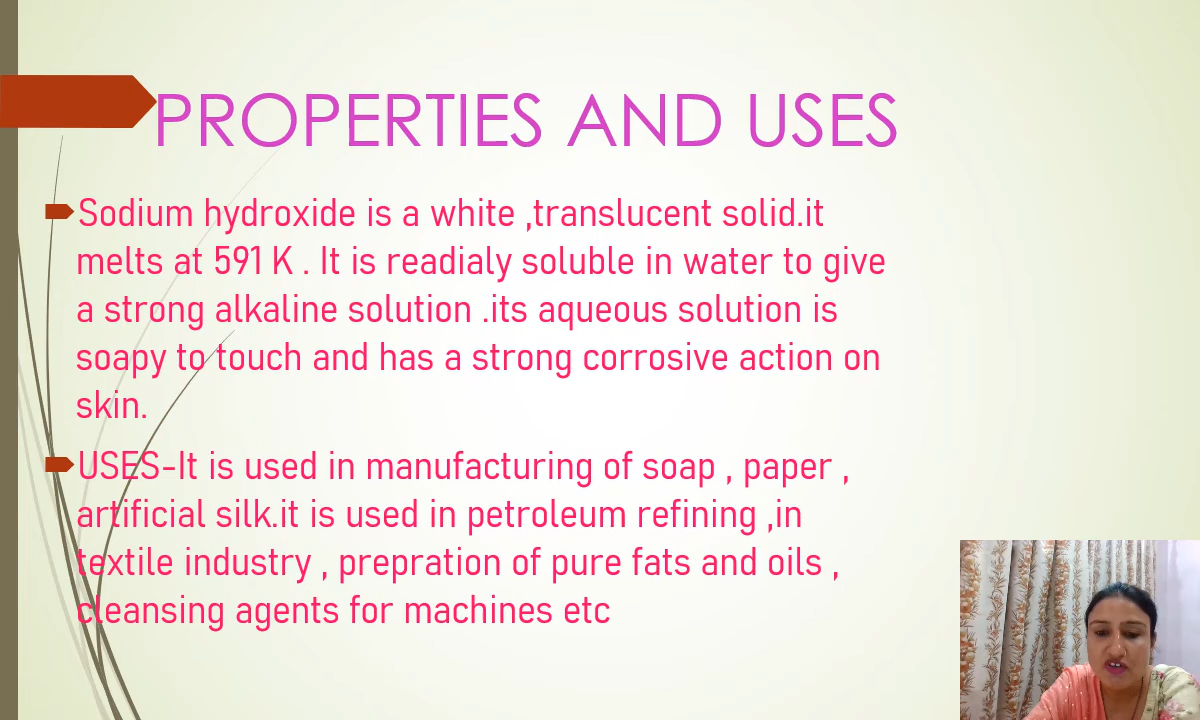 PROPERTIES AND USES
Sodium hydroxide is a white ,translucent solid.it
melts at 591 K . It is readialy soluble in water to give
a strong alkaline solution .its aqueous solution is
soapy to touch and has a strong corrosive action on
skin.
USES-It is used in manufacturing of soap , paper ,
artificial silk.it is used in petroleum refining ,in
textile industry , prepration of pure fats and oils ,
cleansing agents for machines etc